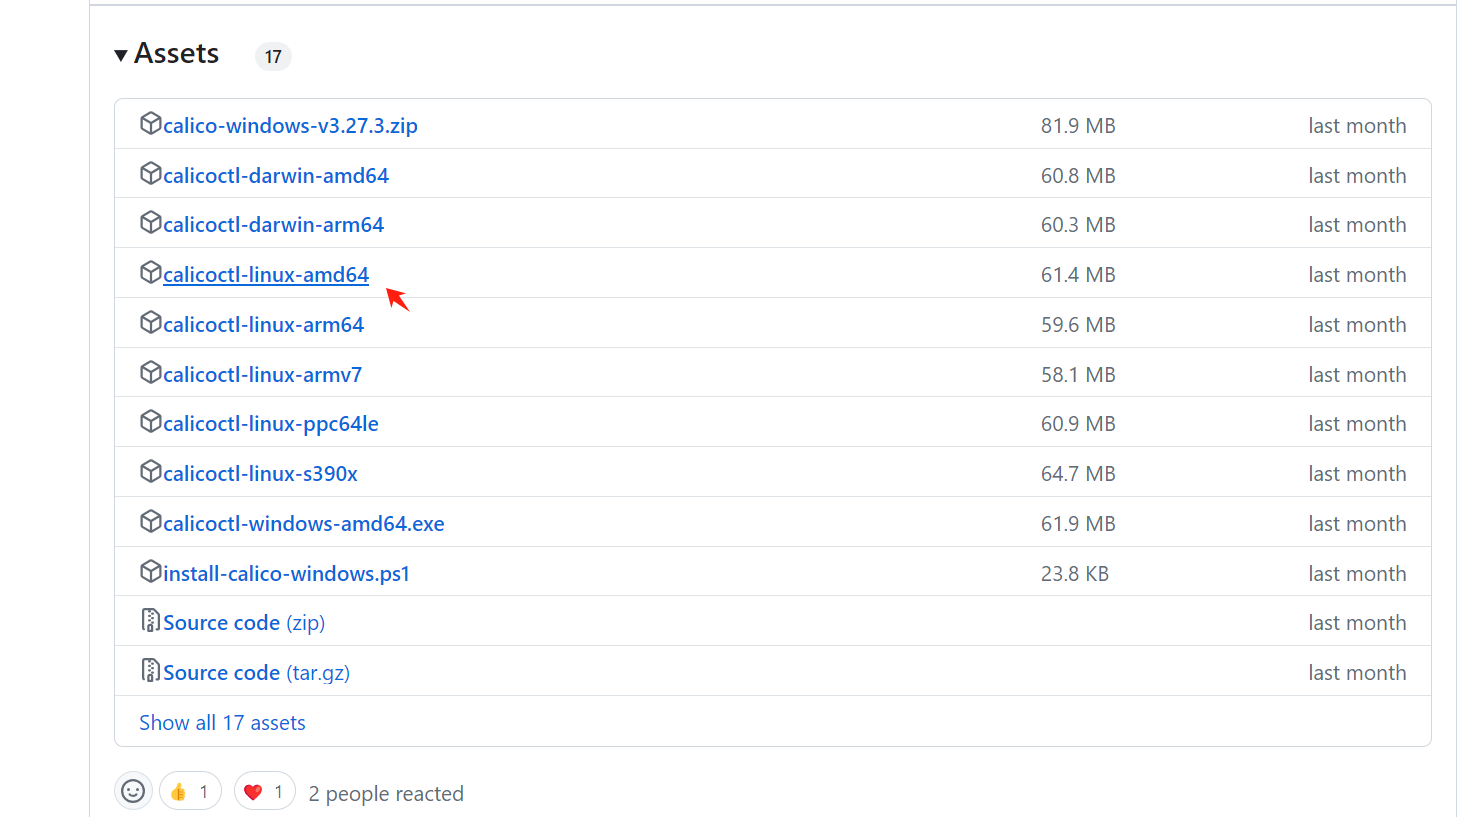 Assets 17
calico-windows-v3.27.3.zip 81.9 MB last month
calicoctl-darwin-amd64 60.8 MB last month
calicoctl-darwin-arm64 60.3 MB last month
calicoctl-linux-amd64 61.4 MB last month
calicoctl-linux-arm64 59.6 MB last month
calicoctl-linux-armv7 58.1 MB last month
calicoctl-linux-ppc64le 60.9 MB last month
calicoctl-linux-s390x 64.7 MB last month
calicoctl-windows-amd64.exe 61.9 MB last month
install-calico-windows.ps1 23.8 KB last month
Source code (zip) last month
Source code (tar.gz) last month
Show all 17 assets
1 1 2 people reacted